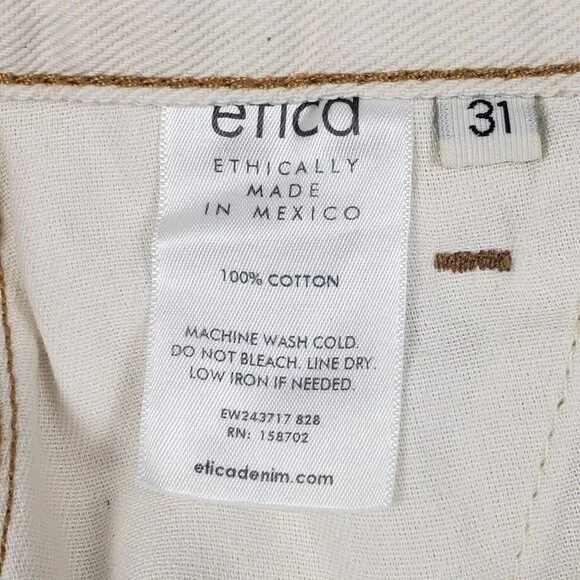 etica
31
ETHICALLY
MADE
IN MEXICO
100% COTTON
MACHINE WASH COLD.
DO NOT BLEACH. LINE DRY.
LOW IRON IF NEEDED.
EW243717 828
RN: 158702
eticadenim.com